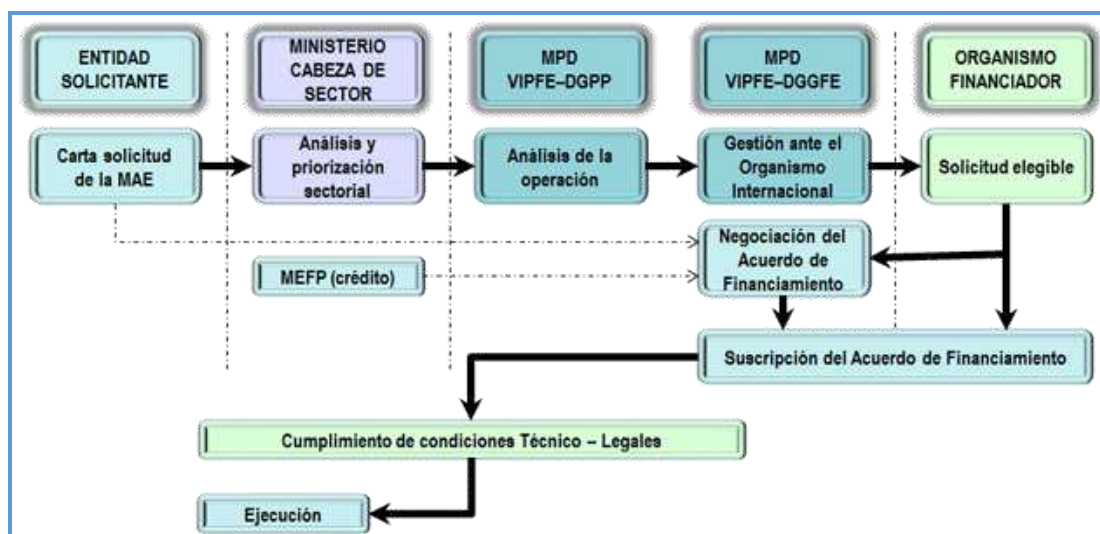 ENTIDAD
SOLICITANTE
MINISTERIO
CABEZA DE
SECTOR
MPD
VIPFE–DGPP
MPD
VIPFE–DGGFE
ORGANISMO
FINANCIADOR
Carta solicitud
de la MAE
Análisis y
priorización
sectorial
Análisis de la
operación
Gestión ante el
Organismo
Internacional
Solicitud elegible
Negociación del
Acuerdo de
Financiamiento
MEFP (crédito)
Suscripción del Acuerdo de Financiamiento
Cumplimiento de condiciones Técnico – Legales
Ejecución